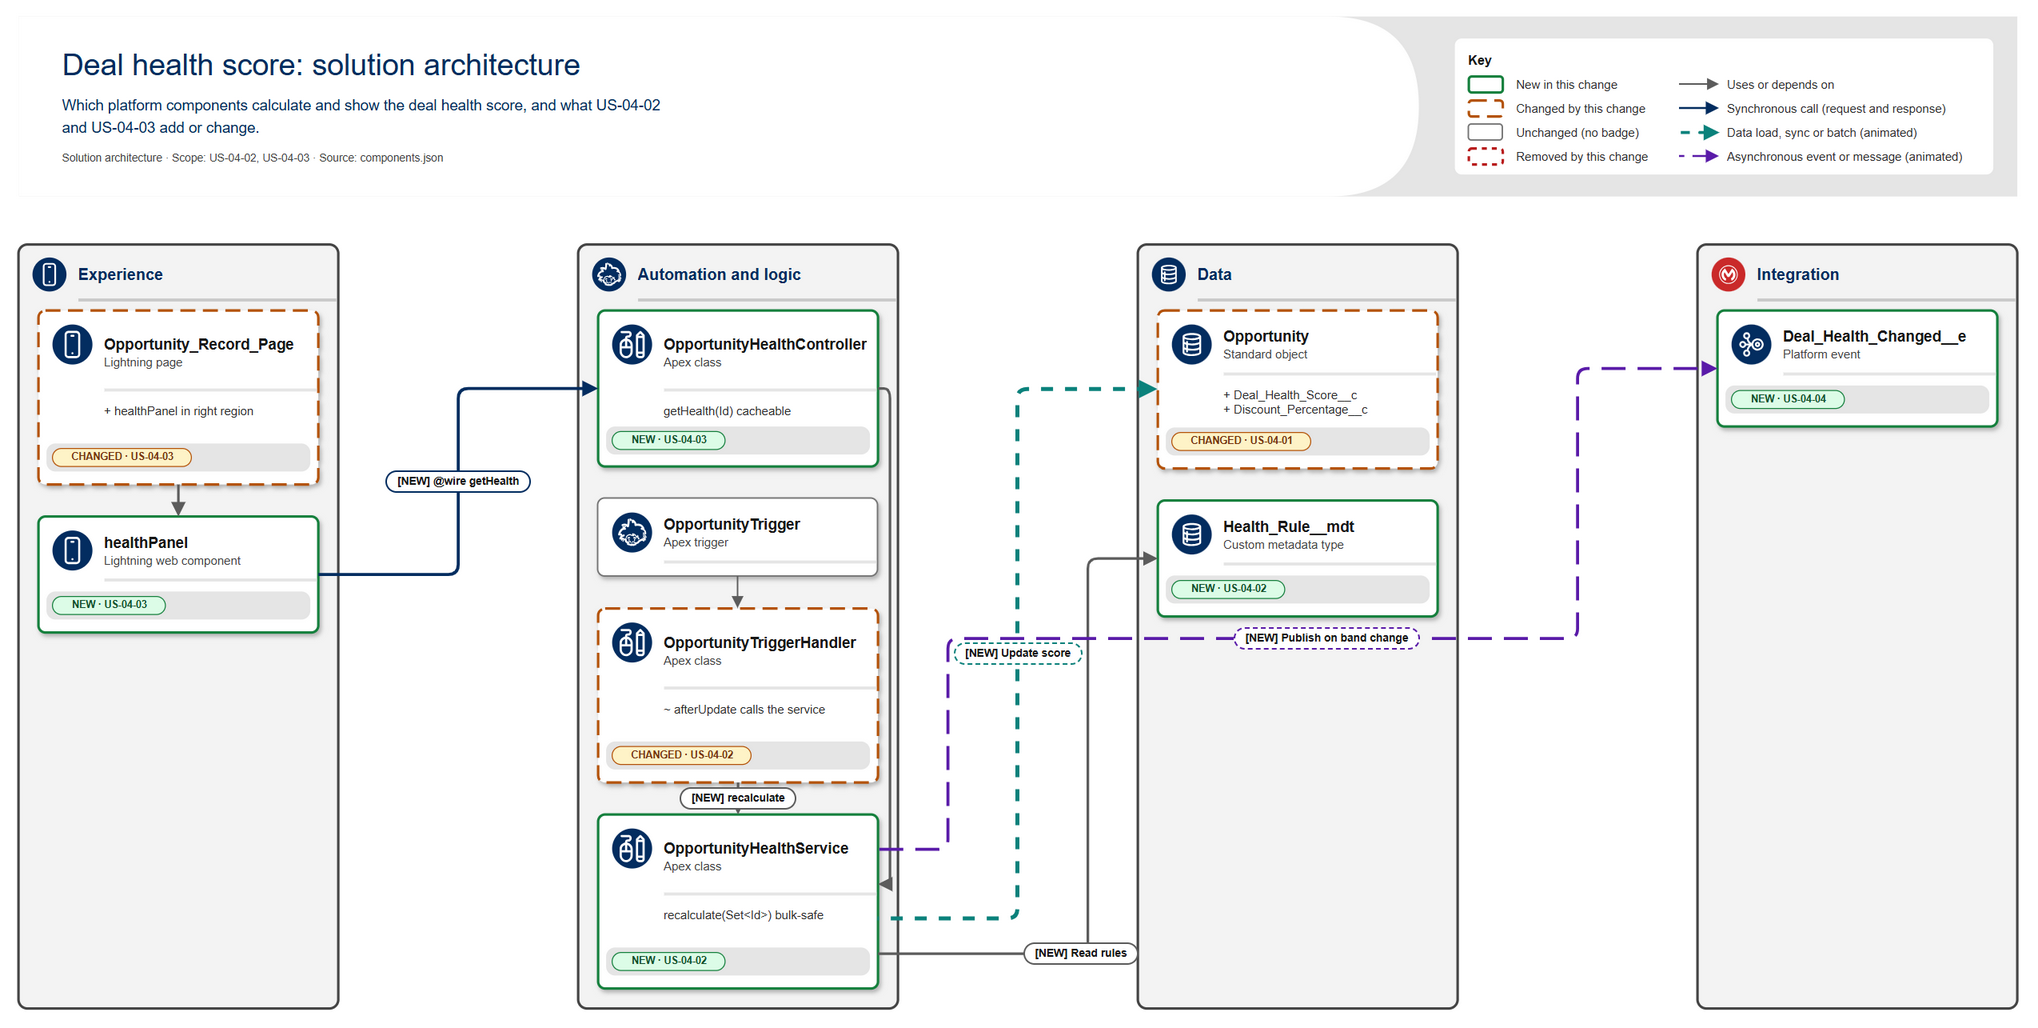 Deal health score: solution architecture
Which platform components calculate and show the deal health score, and what US-04-02
and US-04-03 add or change.
Solution architecture · Scope: US-04-02, US-04-03 · Source: components.json
Key
New in this change
Changed by this change
Unchanged (no badge)
Removed by this change
Uses or depends on
Synchronous call (request and response)
Data load, sync or batch (animated)
Asynchronous event or message (animated)
Experience
Opportunity_Record_Page
Lightning page
+ healthPanel in right region
CHANGED · US-04-03
healthPanel
Lightning web component
NEW · US-04-03
[NEW] @wire getHealth
Automation and logic
OpportunityHealthController
Apex class
getHealth(Id) cacheable
NEW · US-04-03
OpportunityTrigger
Apex trigger
OpportunityTriggerHandler
Apex class
~ afterUpdate calls the service
CHANGED · US-04-02
[NEW] recalculate
OpportunityHealthService
Apex class
recalculate(Set<Id>) bulk-safe
NEW · US-04-02
[NEW] Update score
[NEW] Read rules
Data
Opportunity
Standard object
+ Deal_Health_Score__c
+ Discount_Percentage__c
CHANGED · US-04-01
Health_Rule__mdt
Custom metadata type
NEW · US-04-02
[NEW] Publish on band change
Integration
Deal_Health_Changed__e
Platform event
NEW · US-04-04